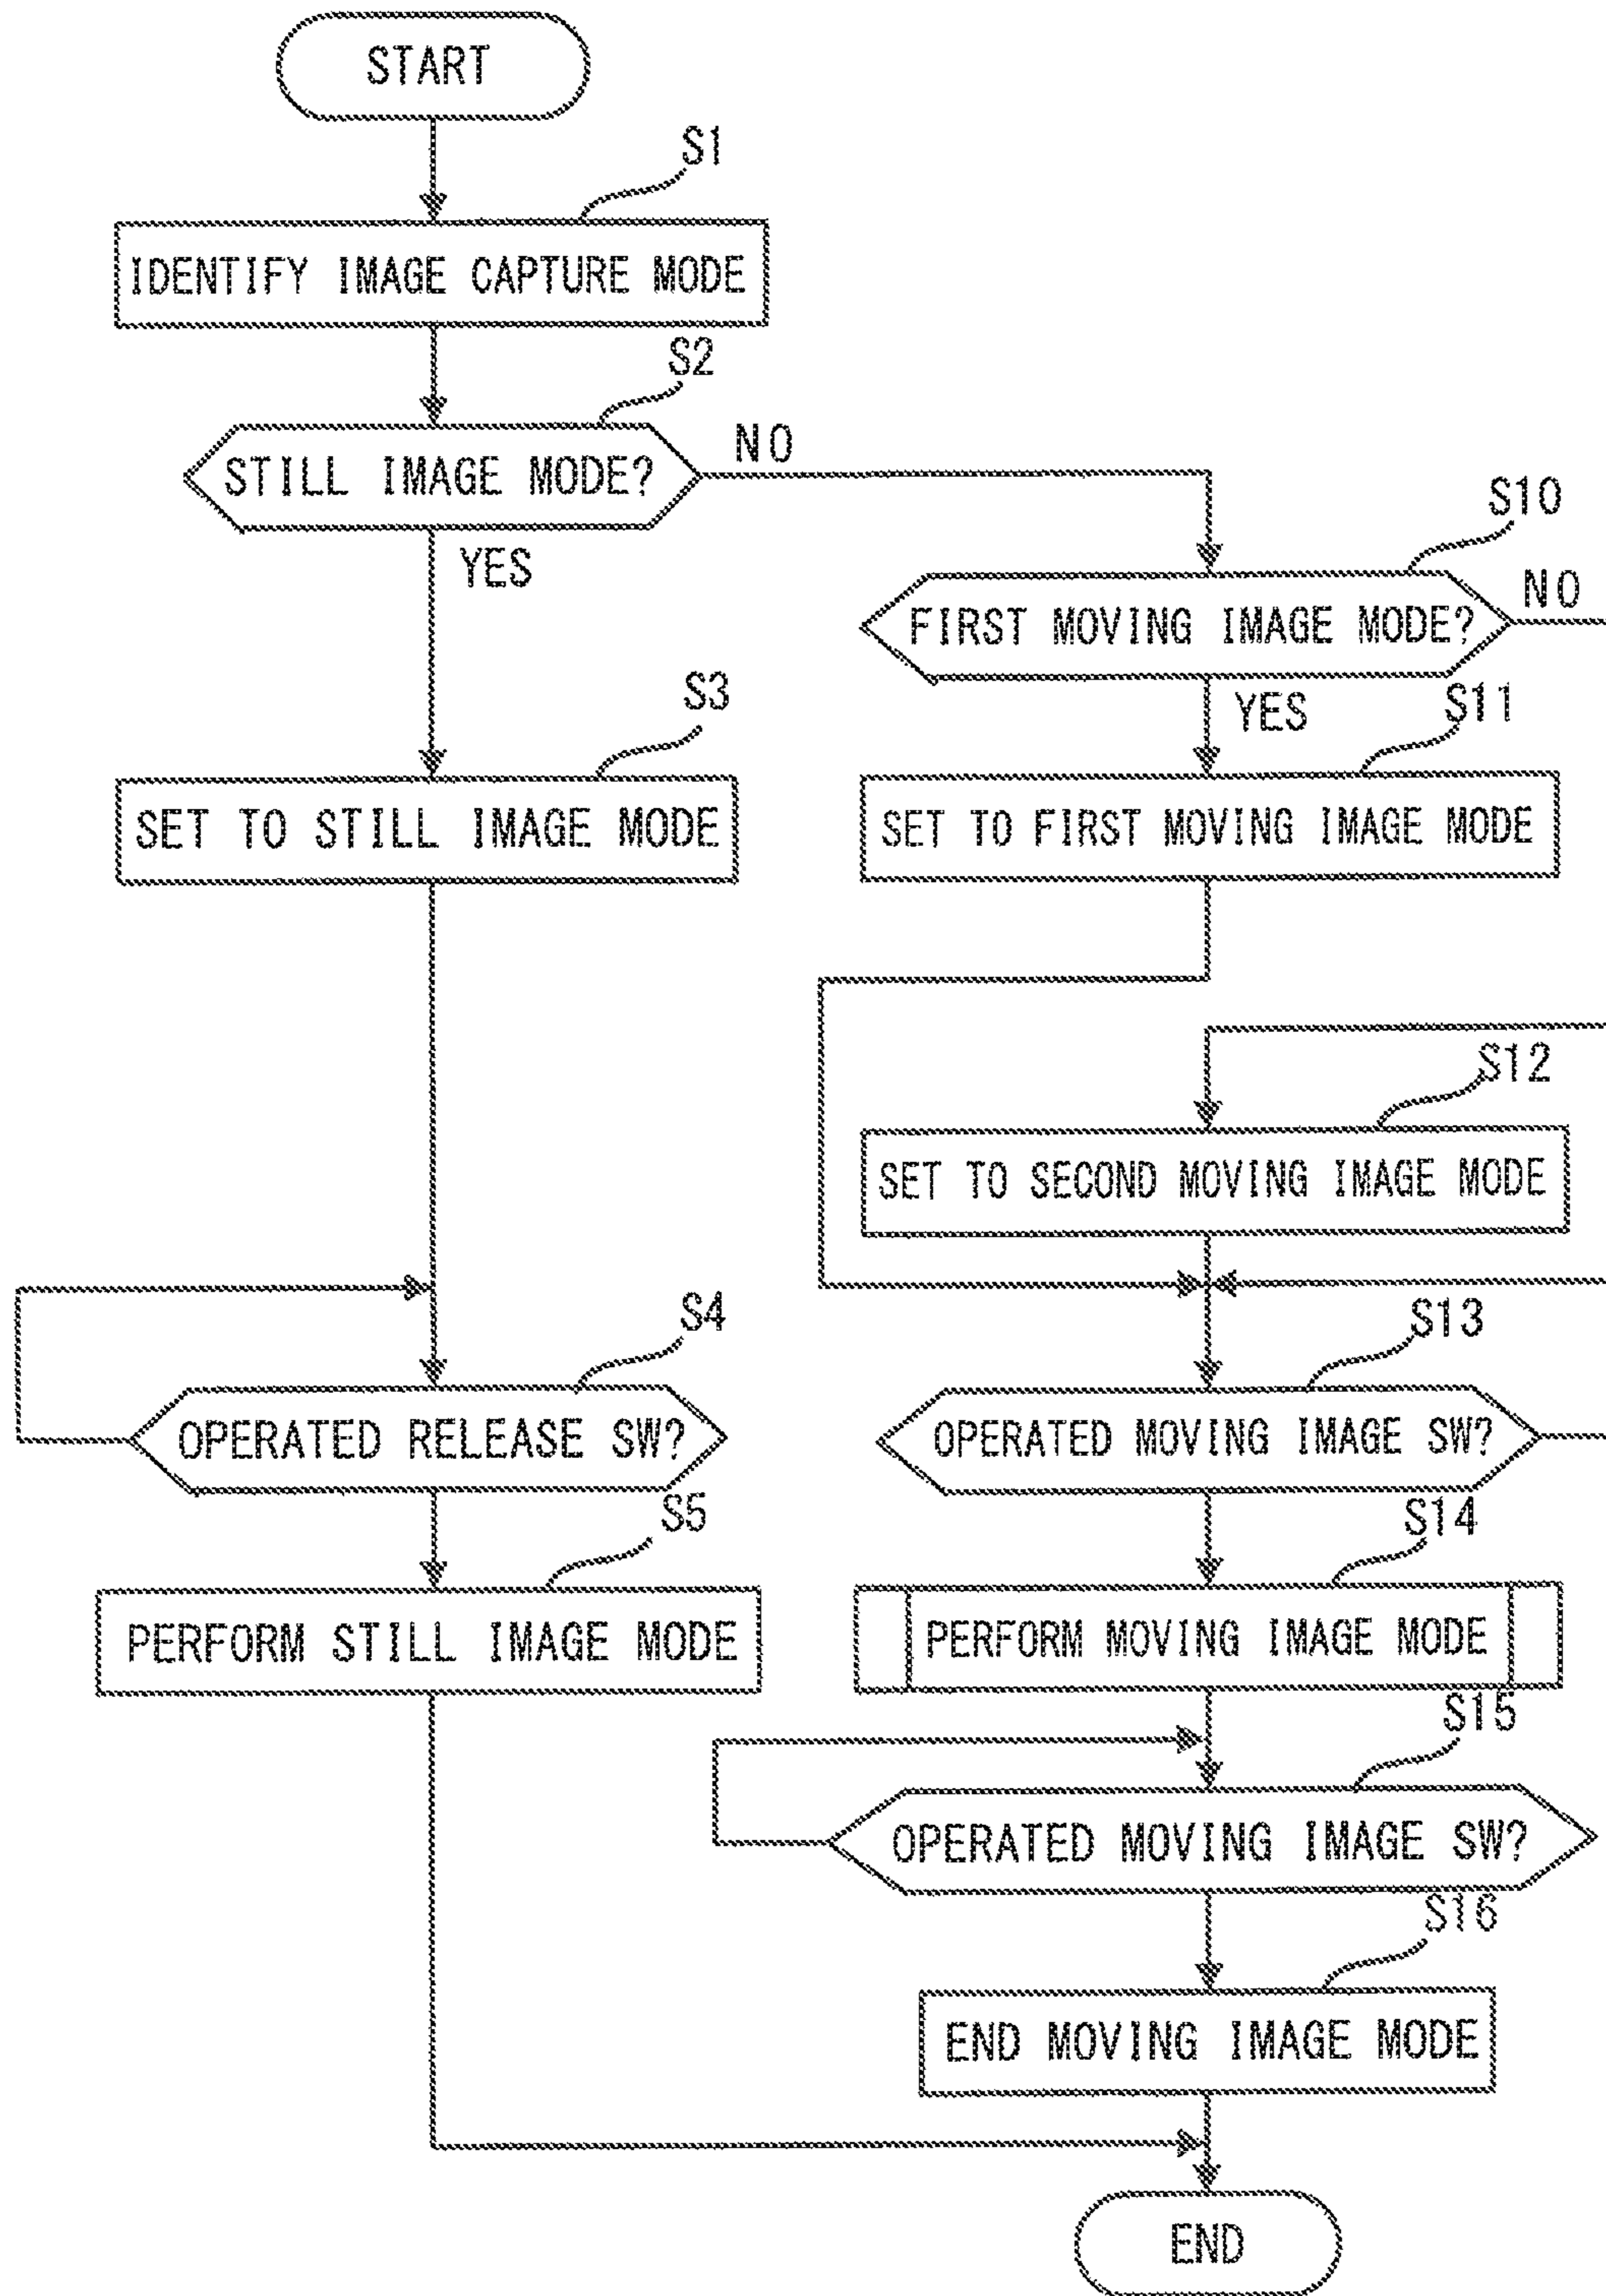 START
S1
IDENTIFY IMAGE CAPTURE MODE
S2
STILL IMAGE MODE?
NO
YES
S10
FIRST MOVING IMAGE MODE?
NO
YES
S3
SET TO STILL IMAGE MODE
S11
SET TO FIRST MOVING IMAGE MODE
S12
SET TO SECOND MOVING IMAGE MODE
S4
OPERATED RELEASE SW?
S13
OPERATED MOVING IMAGE SW?
S5
PERFORM STILL IMAGE MODE
S14
PERFORM MOVING IMAGE MODE
S15
OPERATED MOVING IMAGE SW?
S16
END MOVING IMAGE MODE
END